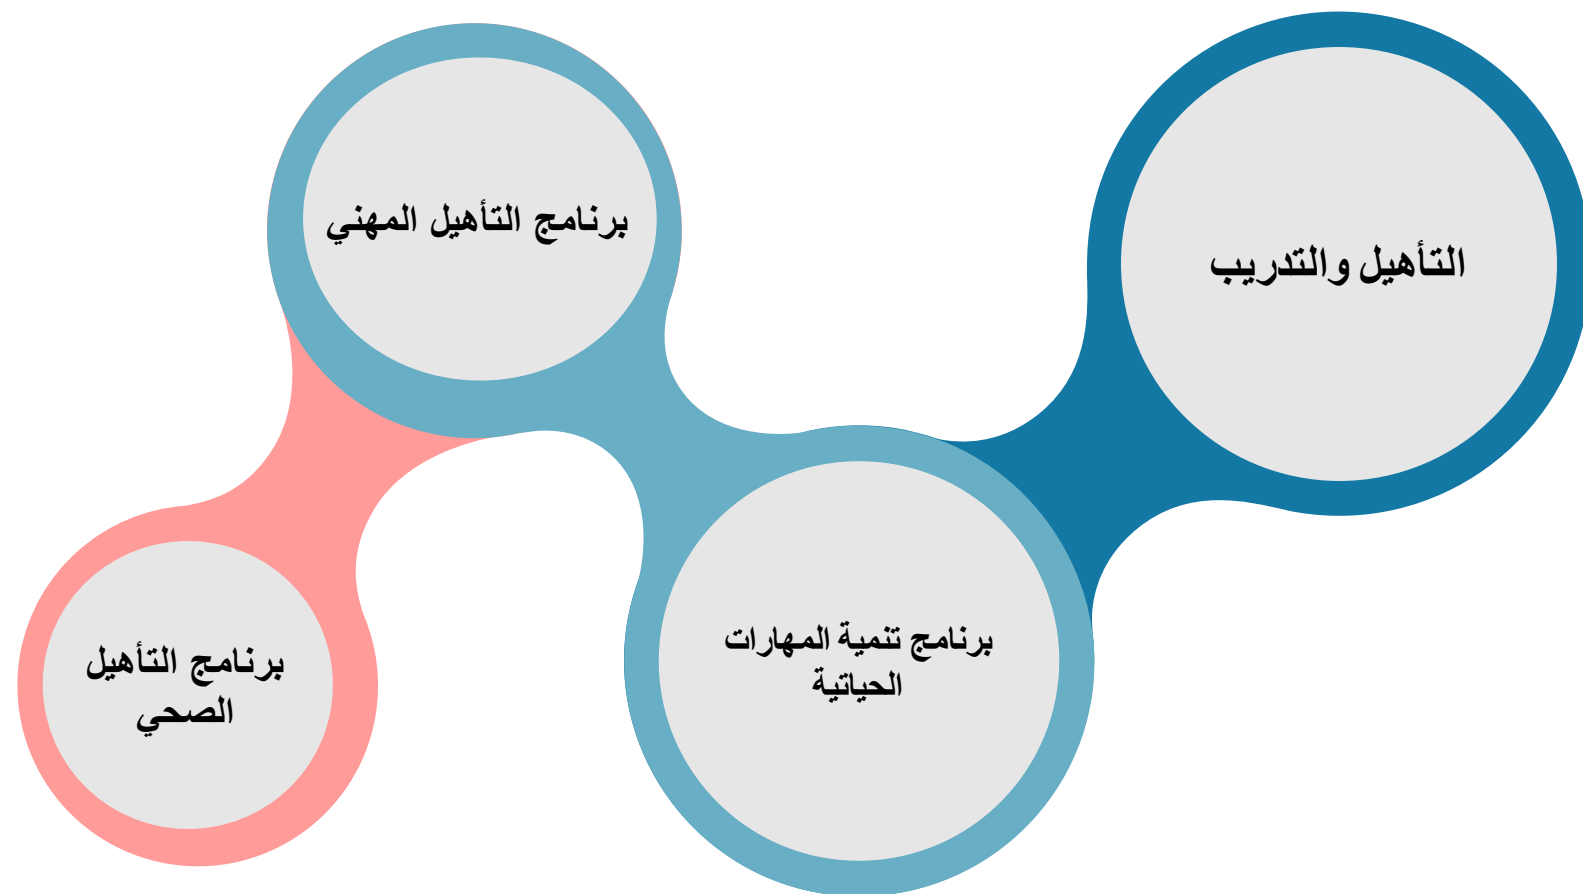 التأهيل والتدريب
برنامج تنمية المهارات
الحياتية
برنامج التأهيل المهني
برنامج التأهيل
الصحي